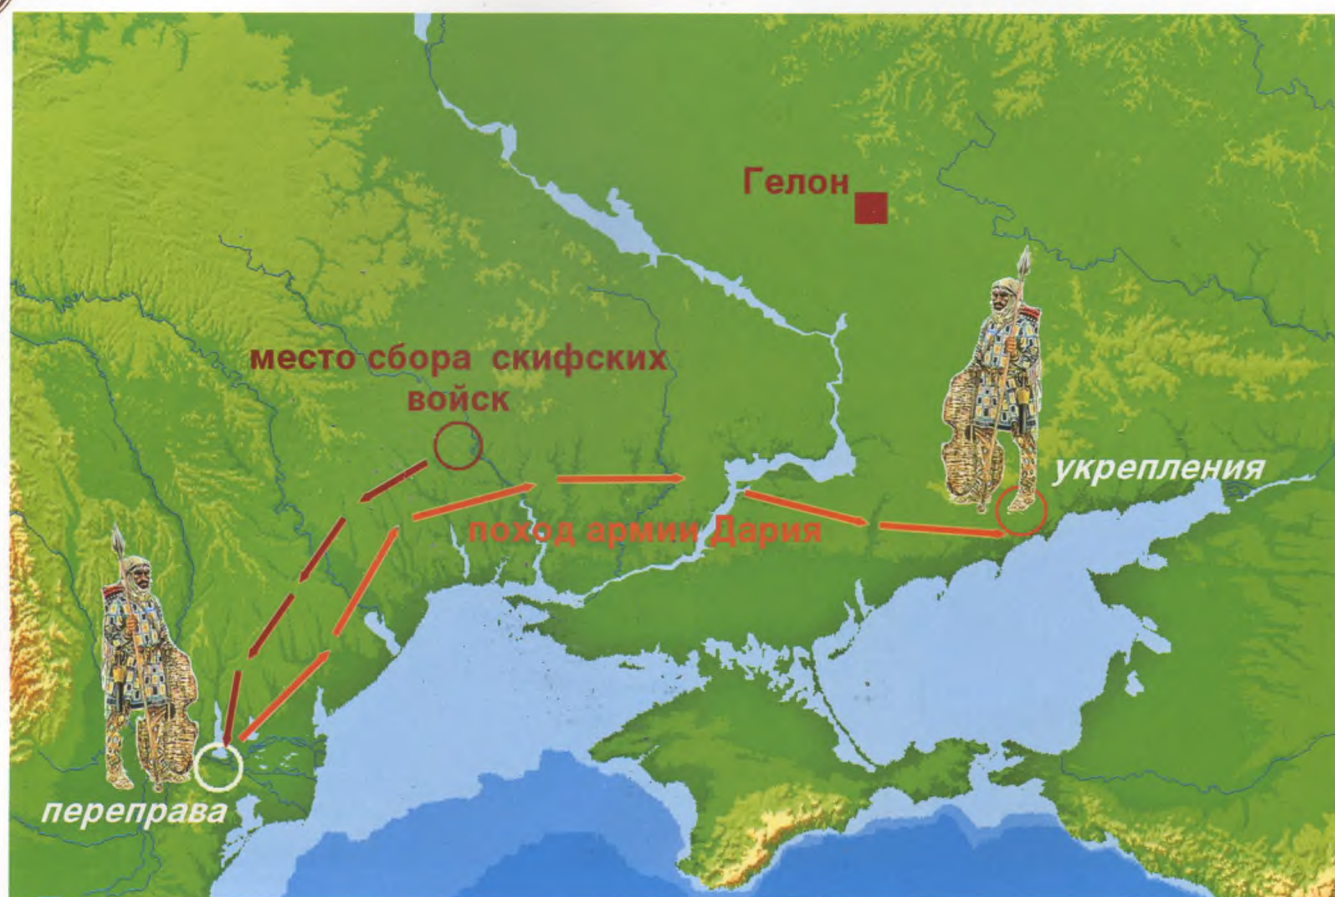 Гелон
место сбора скифских
войск
укрепления
поход армии Дария
переправа